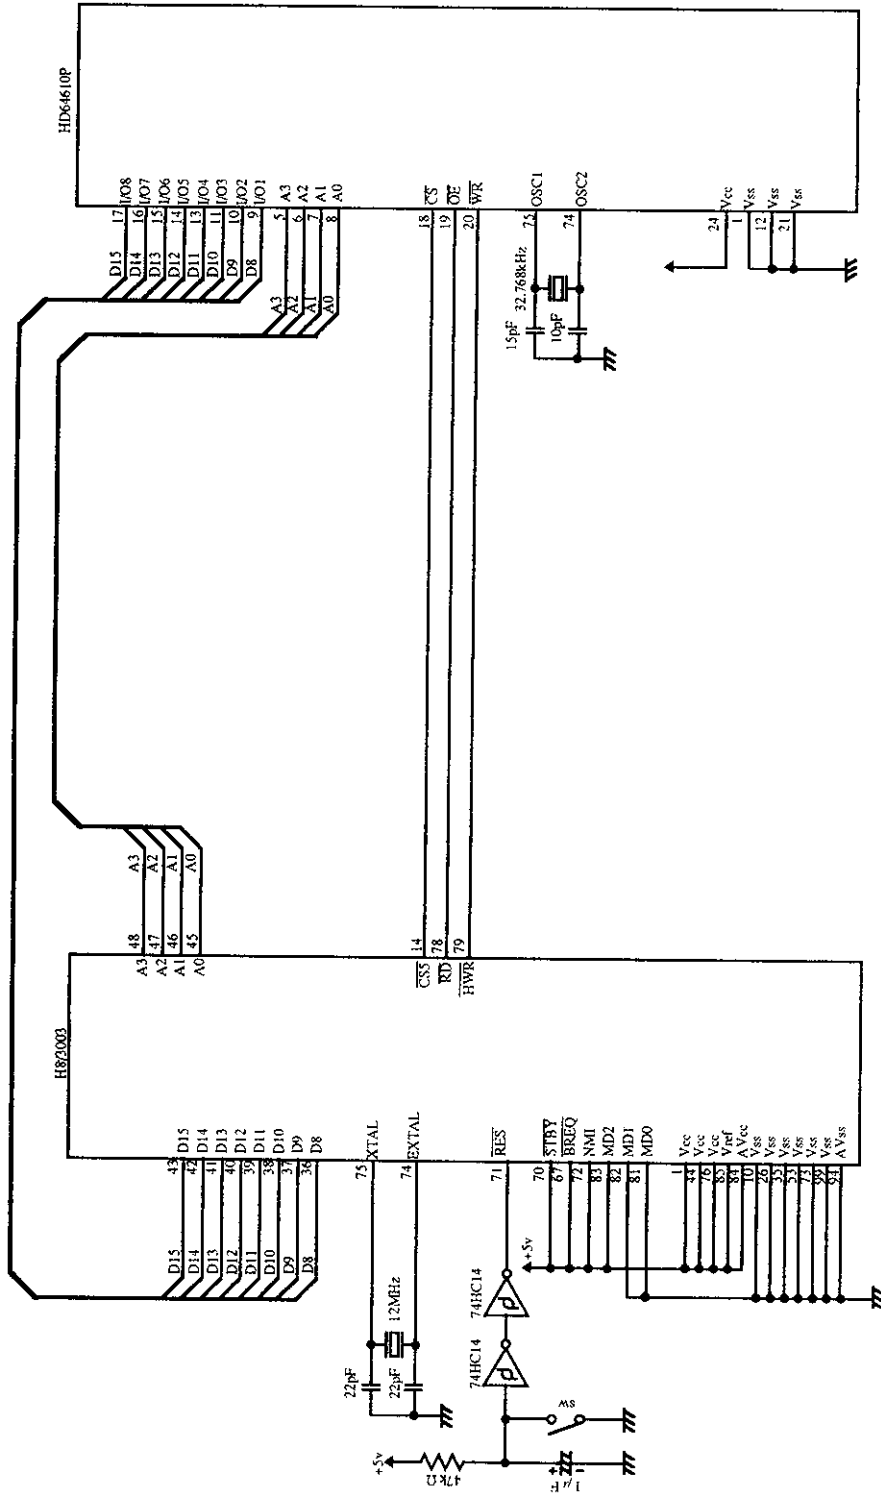 H8/3003
D15
D14
D13
D12
D11
D10
D9
D8
43
42
41
40
39
38
37
36
D15
D14
D13
D12
D11
D10
D9
D8
22pF
22pF
12MHz
75
XTAL
74
EXTAL
+5v
47kΩ
1μF
+
-
SW
74HC14
74HC14
71
RES
+5v
70
STBY
67
BREQ
72
NMI
83
MD2
82
MD1
81
MD0
1
Vcc
44
Vcc
76
Vcc
85
Vref
84
AVcc
10
Vss
26
Vss
35
Vss
53
Vss
73
Vss
99
Vss
94
AVss
A3
48
A3
A2
47
A2
A1
46
A1
A0
45
A0
CS5
14
RD
78
HWR
79
HD64610P
D15
17
I/O8
D14
16
I/O7
D13
15
I/O6
D12
14
I/O5
D11
13
I/O4
D10
11
I/O3
D9
10
I/O2
D8
9
I/O1
A3
5
A3
A2
6
A2
A1
7
A1
A0
8
A0
18
CS
19
OE
20
WR
75
OSC1
74
OSC2
15pF
10pF
32.768kHz
24
Vcc
1
Vss
12
Vss
21
Vss